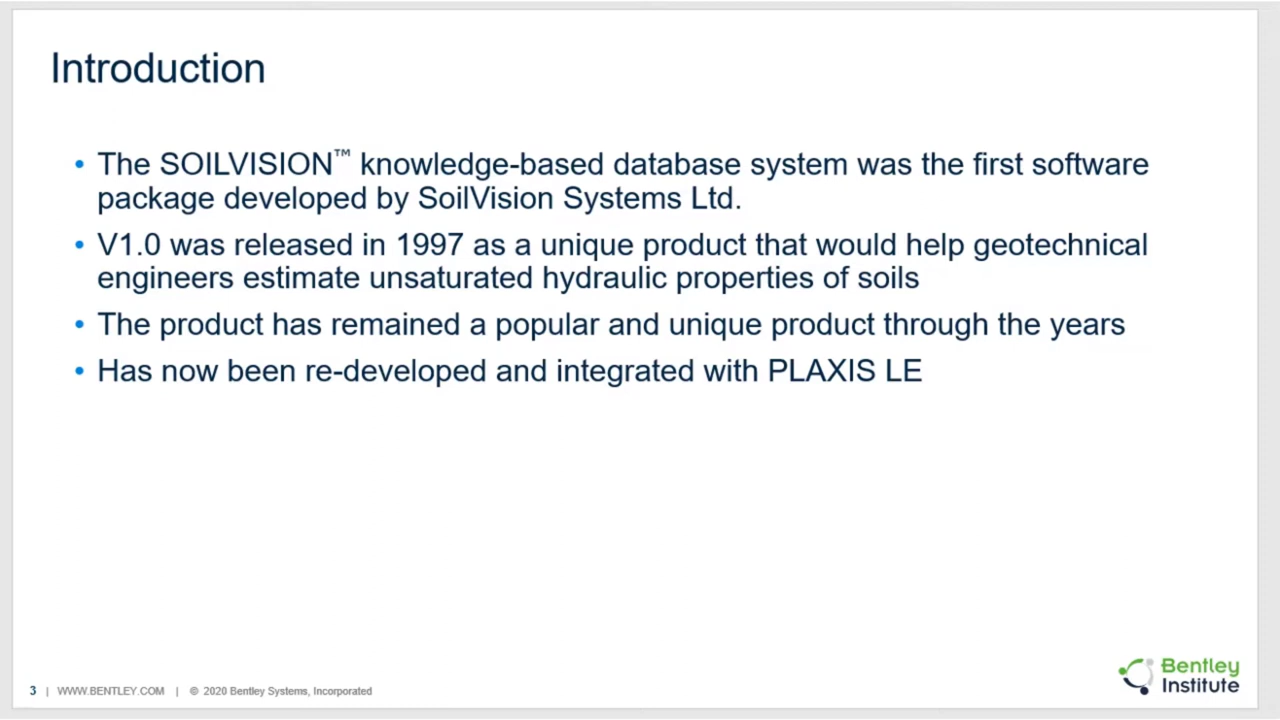 Introduction
• The SOILVISION™ knowledge-based database system was the first software
package developed by SoilVision Systems Ltd.
• V1.0 was released in 1997 as a unique product that would help geotechnical
engineers estimate unsaturated hydraulic properties of soils
• The product has remained a popular and unique product through the years
• Has now been re-developed and integrated with PLAXIS LE
3 | WWW.BENTLEY.COM | © 2020 Bentley Systems, Incorporated
Bentley
Institute